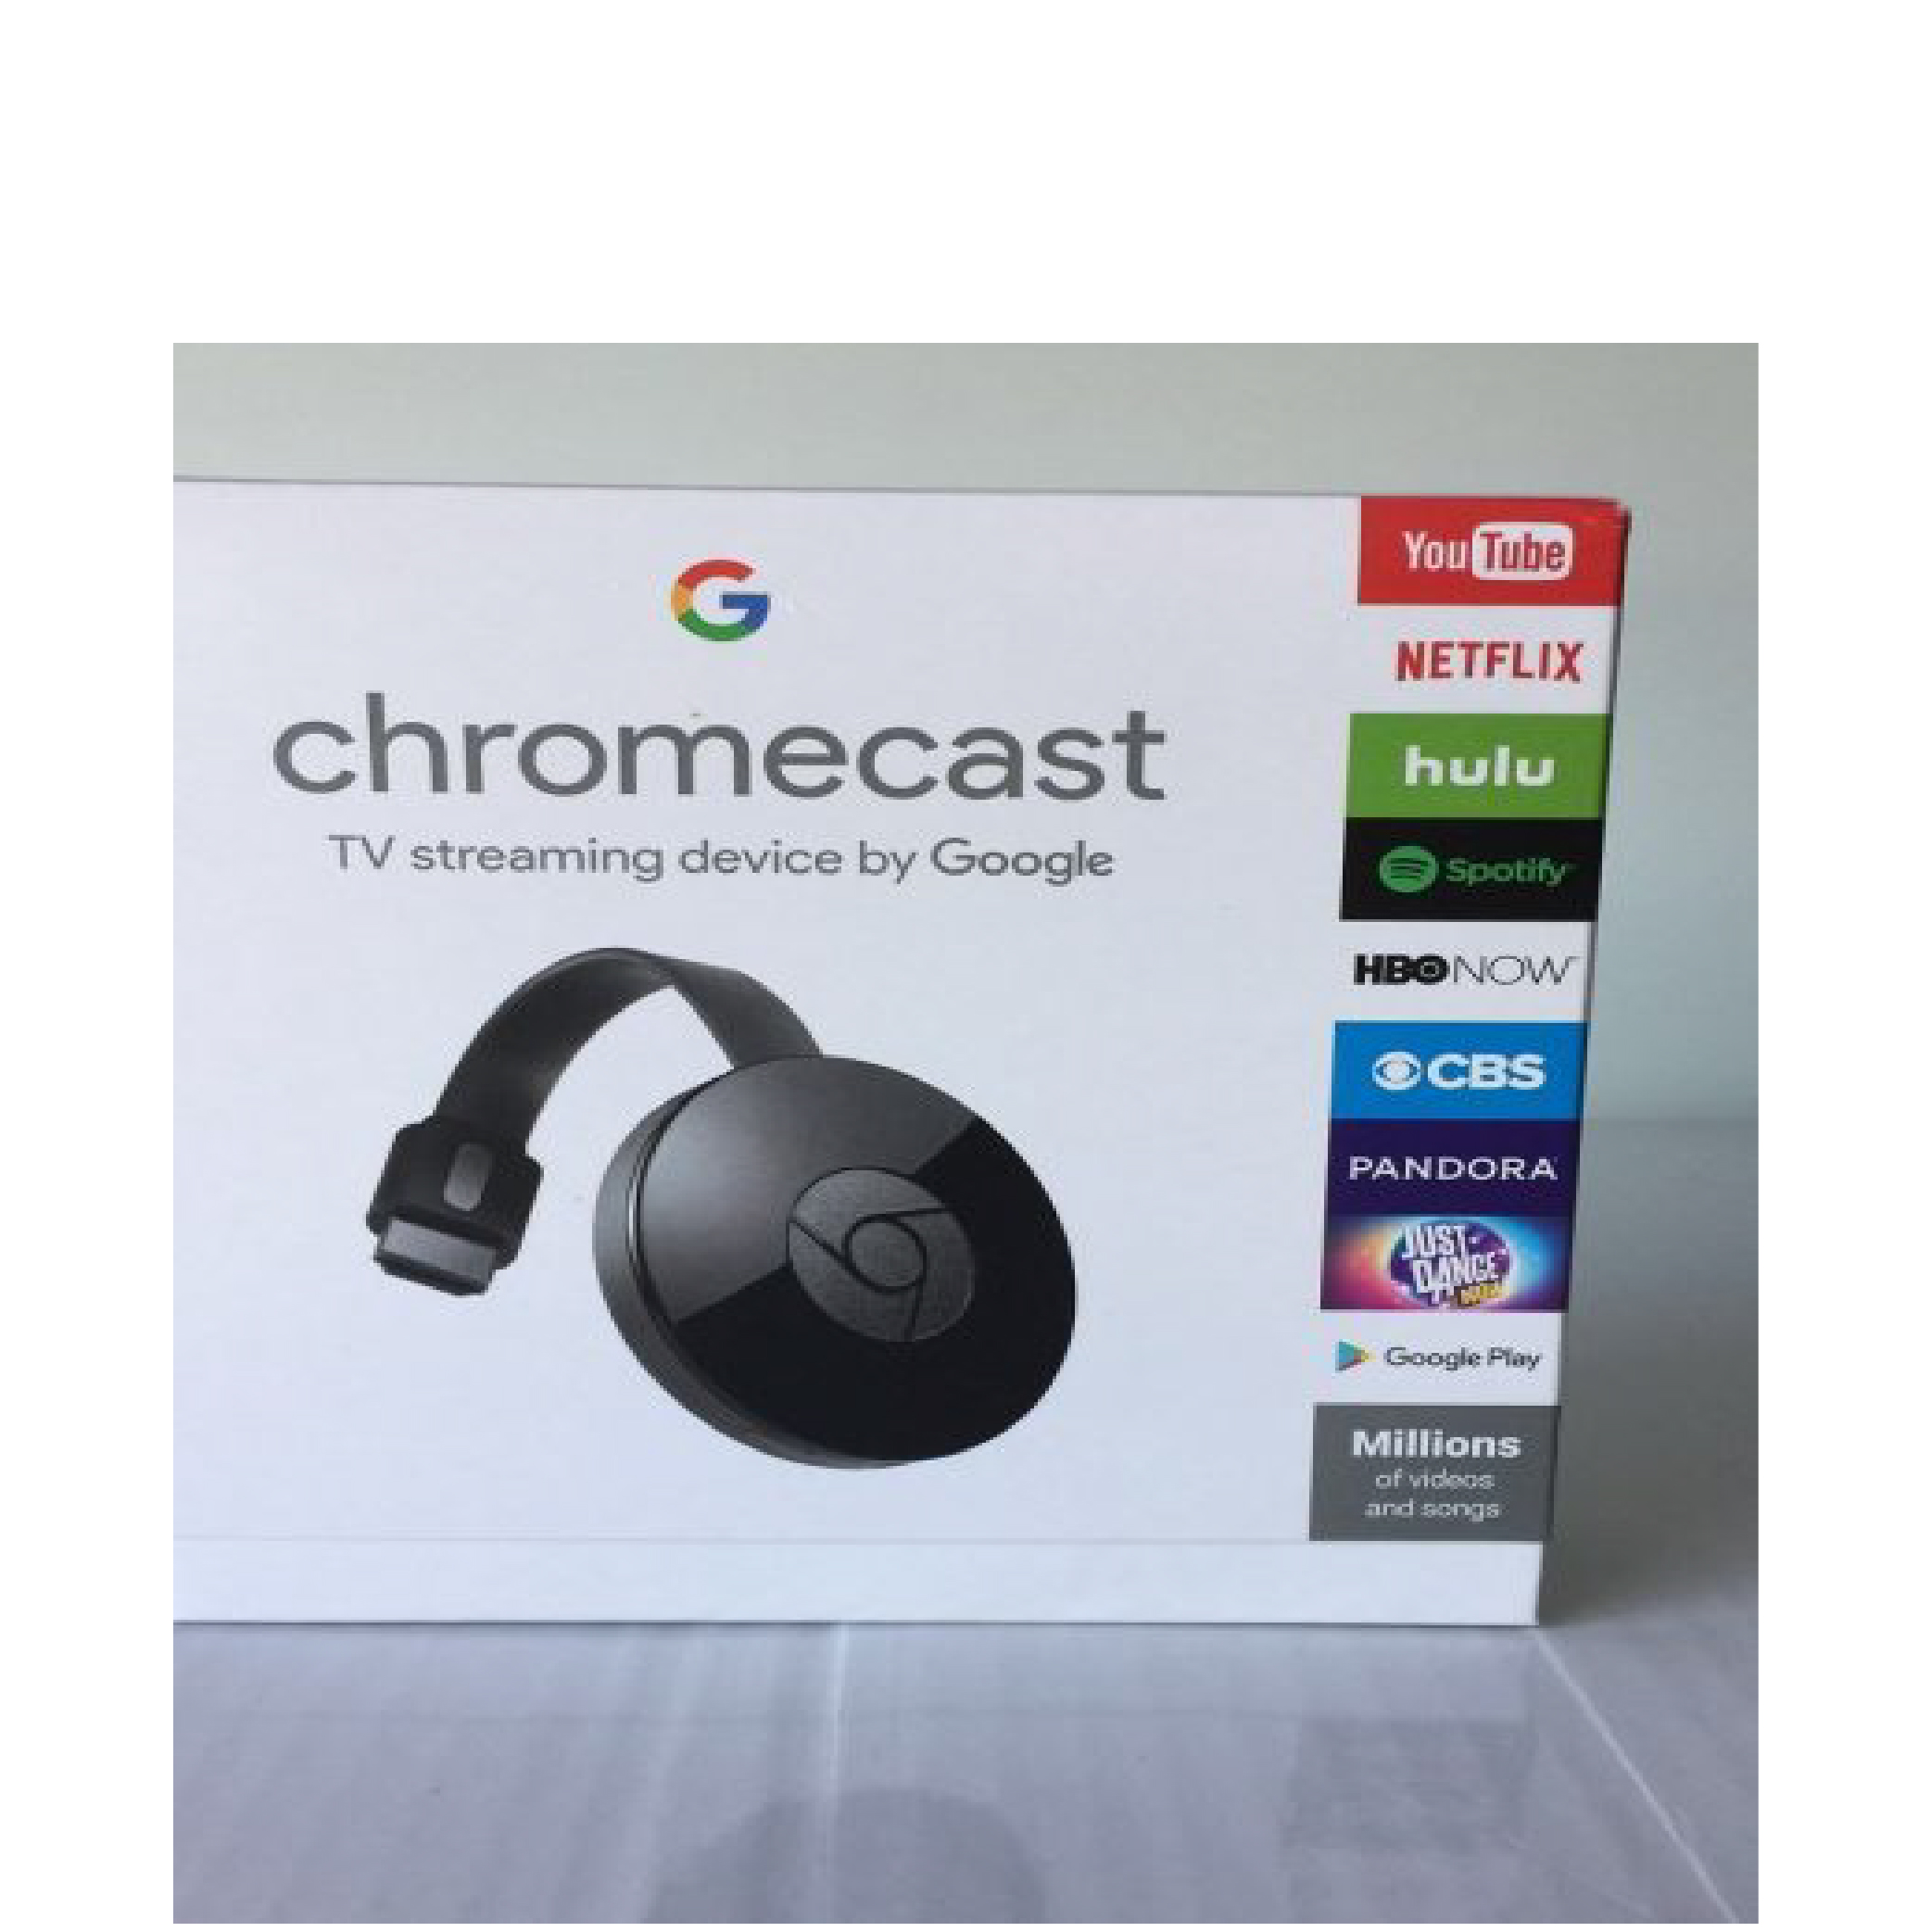 G
chromecast
TV streaming device by Google
YouTube
NETFLIX
hulu
Spotify
HBO NOW
CBS
PANDORA
JUST
DANCE
NOW
Google Play
Millions
of videos
and songs